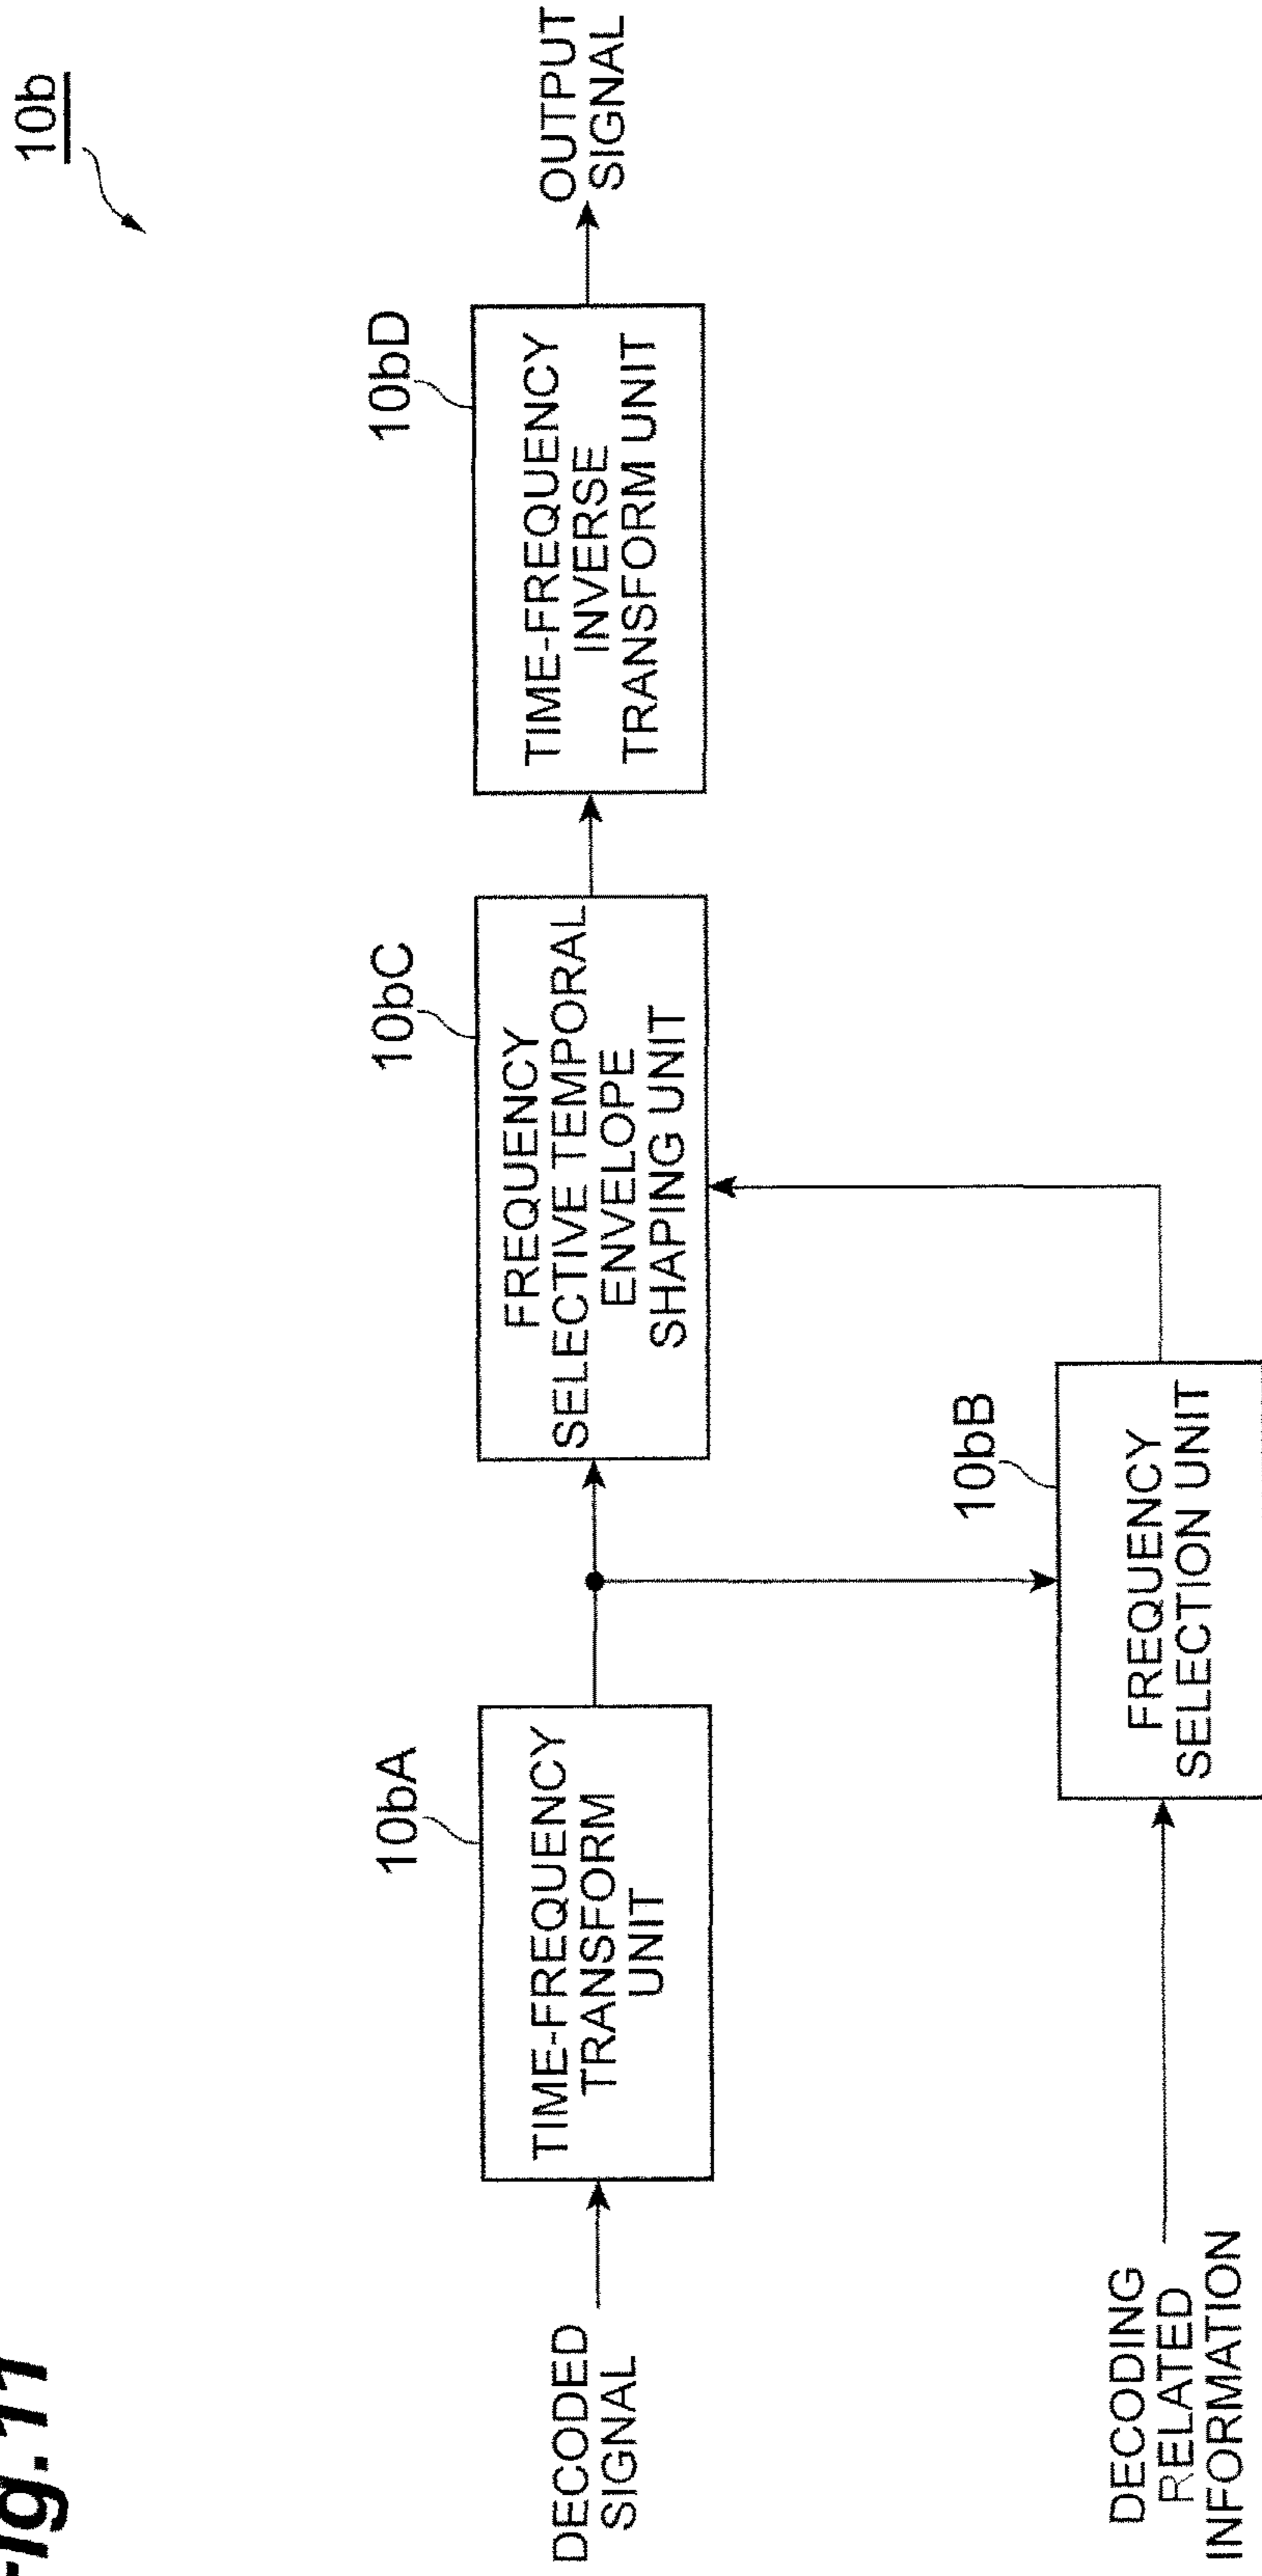 Fig.11
10b
DECODED
SIGNAL
10bA
TIME-FREQUENCY
TRANSFORM
UNIT
10bC
FREQUENCY
SELECTIVE TEMPORAL
ENVELOPE
SHAPING UNIT
10bD
TIME-FREQUENCY
INVERSE
TRANSFORM UNIT
OUTPUT
SIGNAL
DECODING
RELATED
INFORMATION
10bB
FREQUENCY
SELECTION UNIT